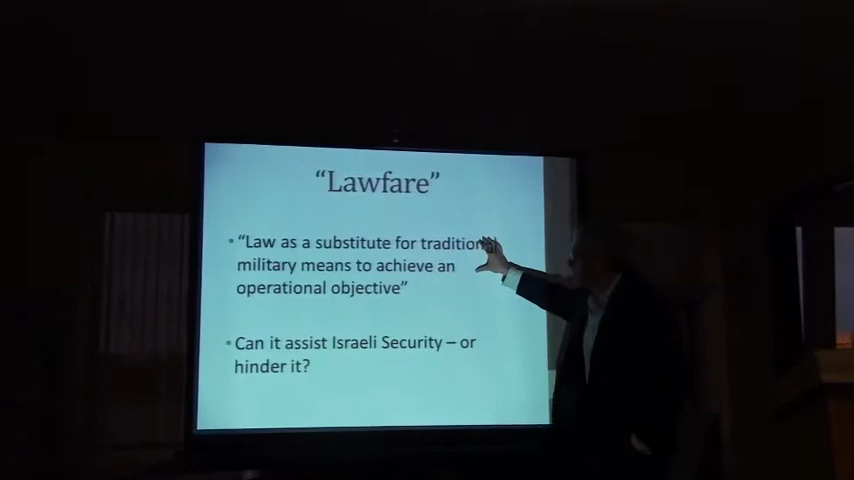 “Lawfare”
• “Law as a substitute for traditional
military means to achieve an
operational objective”
• Can it assist Israeli Security – or
hinder it?